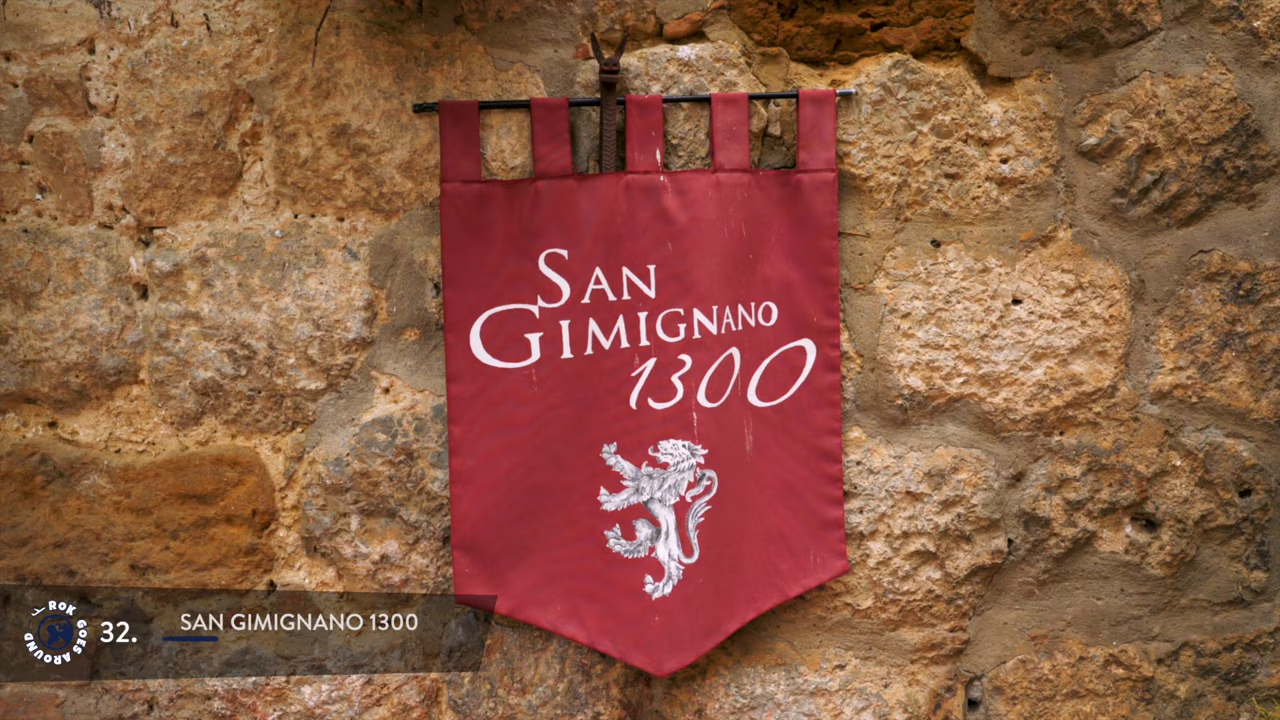 San
Gimignano
1300
ROK GOES AROUND
32.
SAN GIMIGNANO 1300